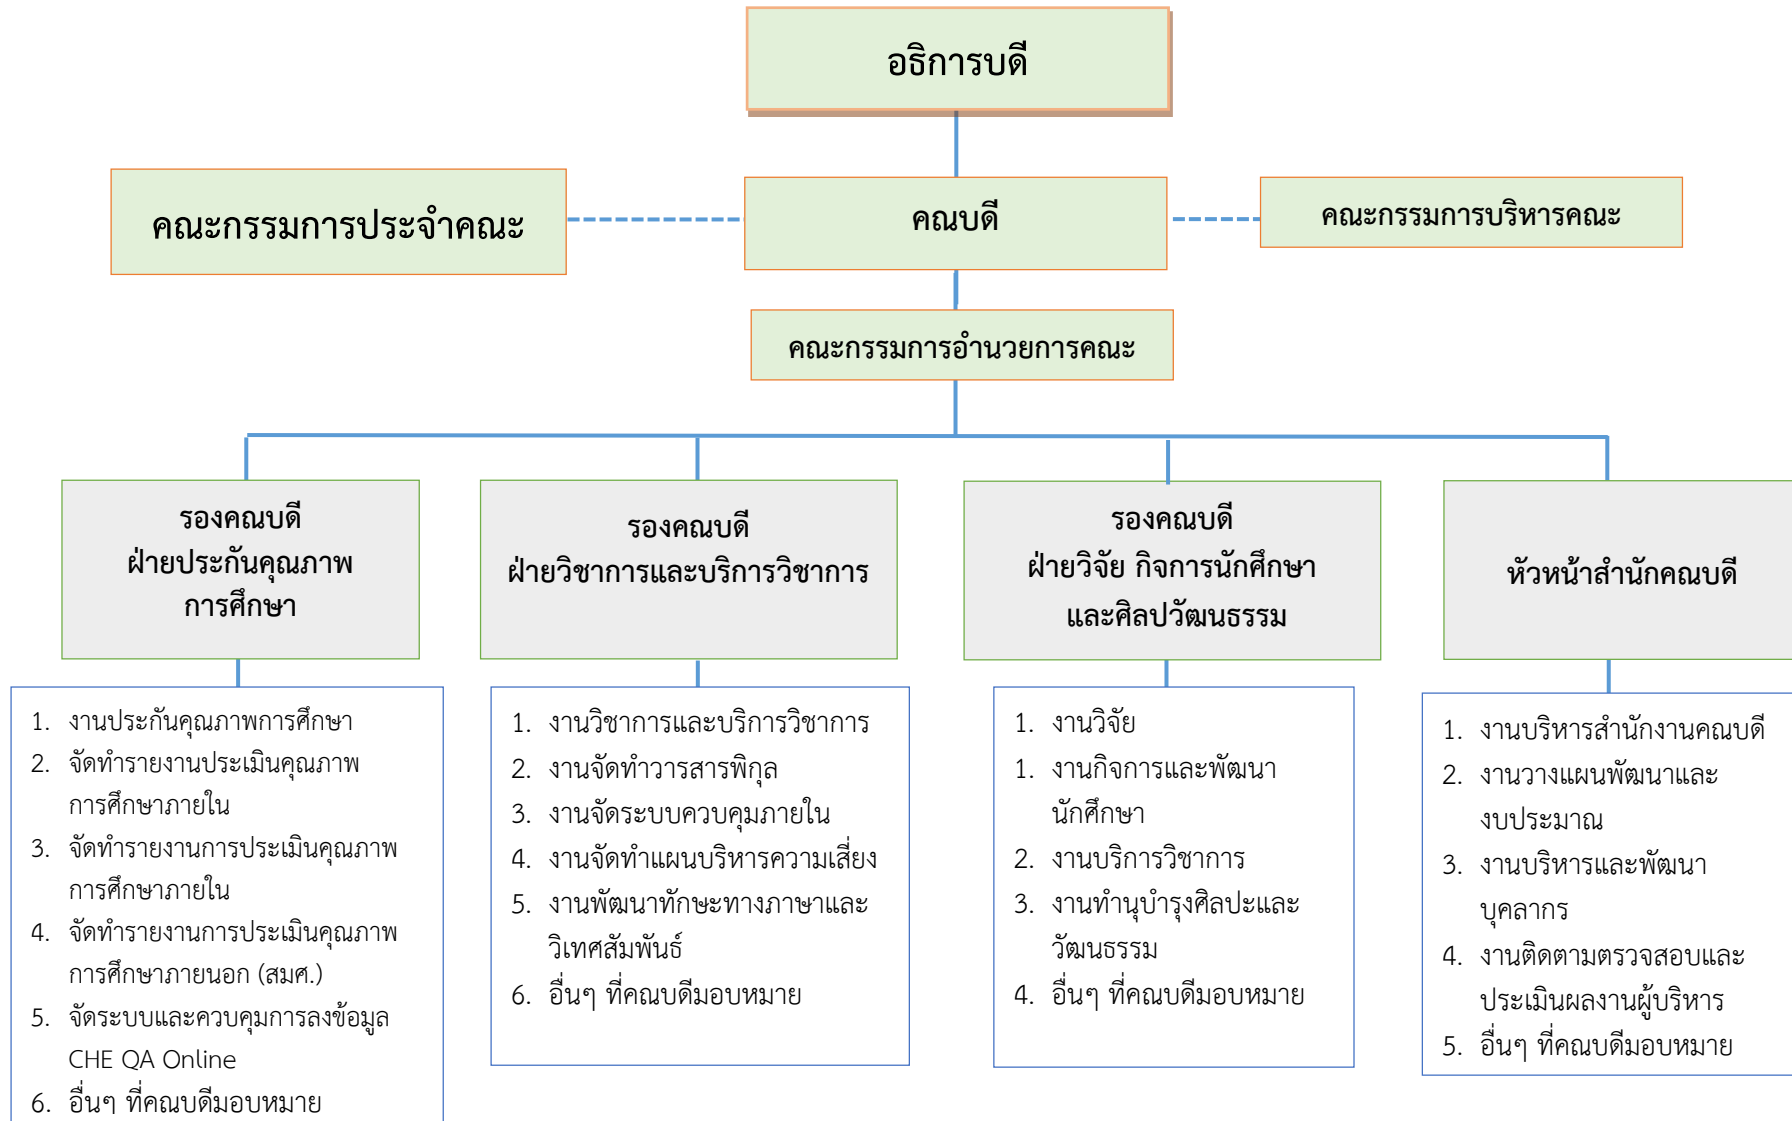 อธิการบดี
คณะกรรมการประจำคณะ
คณบดี
คณะกรรมการบริหารคณะ
คณะกรรมการอำนวยการคณะ
รองคณบดี
ฝ่ายประกันคุณภาพ
การศึกษา
รองคณบดี
ฝ่ายวิชาการและบริการวิชาการ
รองคณบดี
ฝ่ายวิจัย กิจการนักศึกษา
และศิลปวัฒนธรรม
หัวหน้าสำนักคณบดี
1. งานประกันคุณภาพการศึกษา
2. จัดทำรายงานประเมินคุณภาพ
การศึกษาภายใน
3. จัดทำรายงานการประเมินคุณภาพ
การศึกษาภายใน
4. จัดทำรายงานการประเมินคุณภาพ
การศึกษาภายนอก (สมศ.)
5. จัดระบบและควบคุมการลงข้อมูล
CHE QA Online
6. อื่นๆ ที่คณบดีมอบหมาย
1. งานวิชาการและบริการวิชาการ
2. งานจัดทำวารสารพิกุล
3. งานจัดระบบควบคุมภายใน
4. งานจัดทำแผนบริหารความเสี่ยง
5. งานพัฒนาทักษะทางภาษาและ
วิเทศสัมพันธ์
6. อื่นๆ ที่คณบดีมอบหมาย
1. งานวิจัย
1. งานกิจการและพัฒนา
นักศึกษา
2. งานบริการวิชาการ
3. งานทำนุบำรุงศิลปะและ
วัฒนธรรม
4. อื่นๆ ที่คณบดีมอบหมาย
1. งานบริหารสำนักงานคณบดี
2. งานวางแผนพัฒนาและ
งบประมาณ
3. งานบริหารและพัฒนา
บุคลากร
4. งานติดตามตรวจสอบและ
ประเมินผลงานผู้บริหาร
5. อื่นๆ ที่คณบดีมอบหมาย